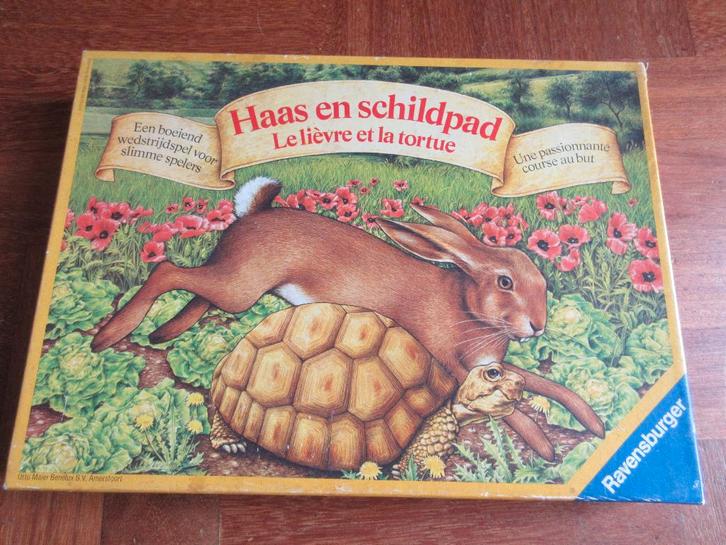 Haas en schildpad
Le lièvre et la tortue
Een boeiend
wedstrijdspel voor
slimme spelers
Une passionnante
course au but
Ravensburger
Otto Maier Benelux B.V. Amersfoort